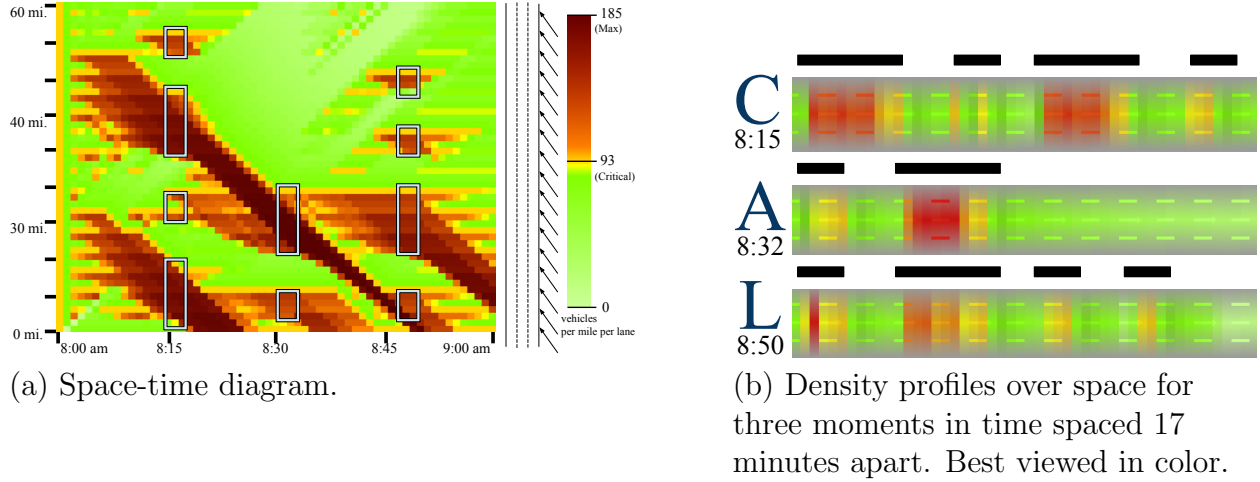 60 mi.
40 mi.
30 mi.
0 mi.
8:00 am
8:15
8:30
8:45
9:00 am
185
(Max)
93
(Critical)
0
vehicles
per mile per lane
(a) Space-time diagram.
C
8:15
A
8:32
L
8:50
(b) Density profiles over space for
three moments in time spaced 17
minutes apart. Best viewed in color.